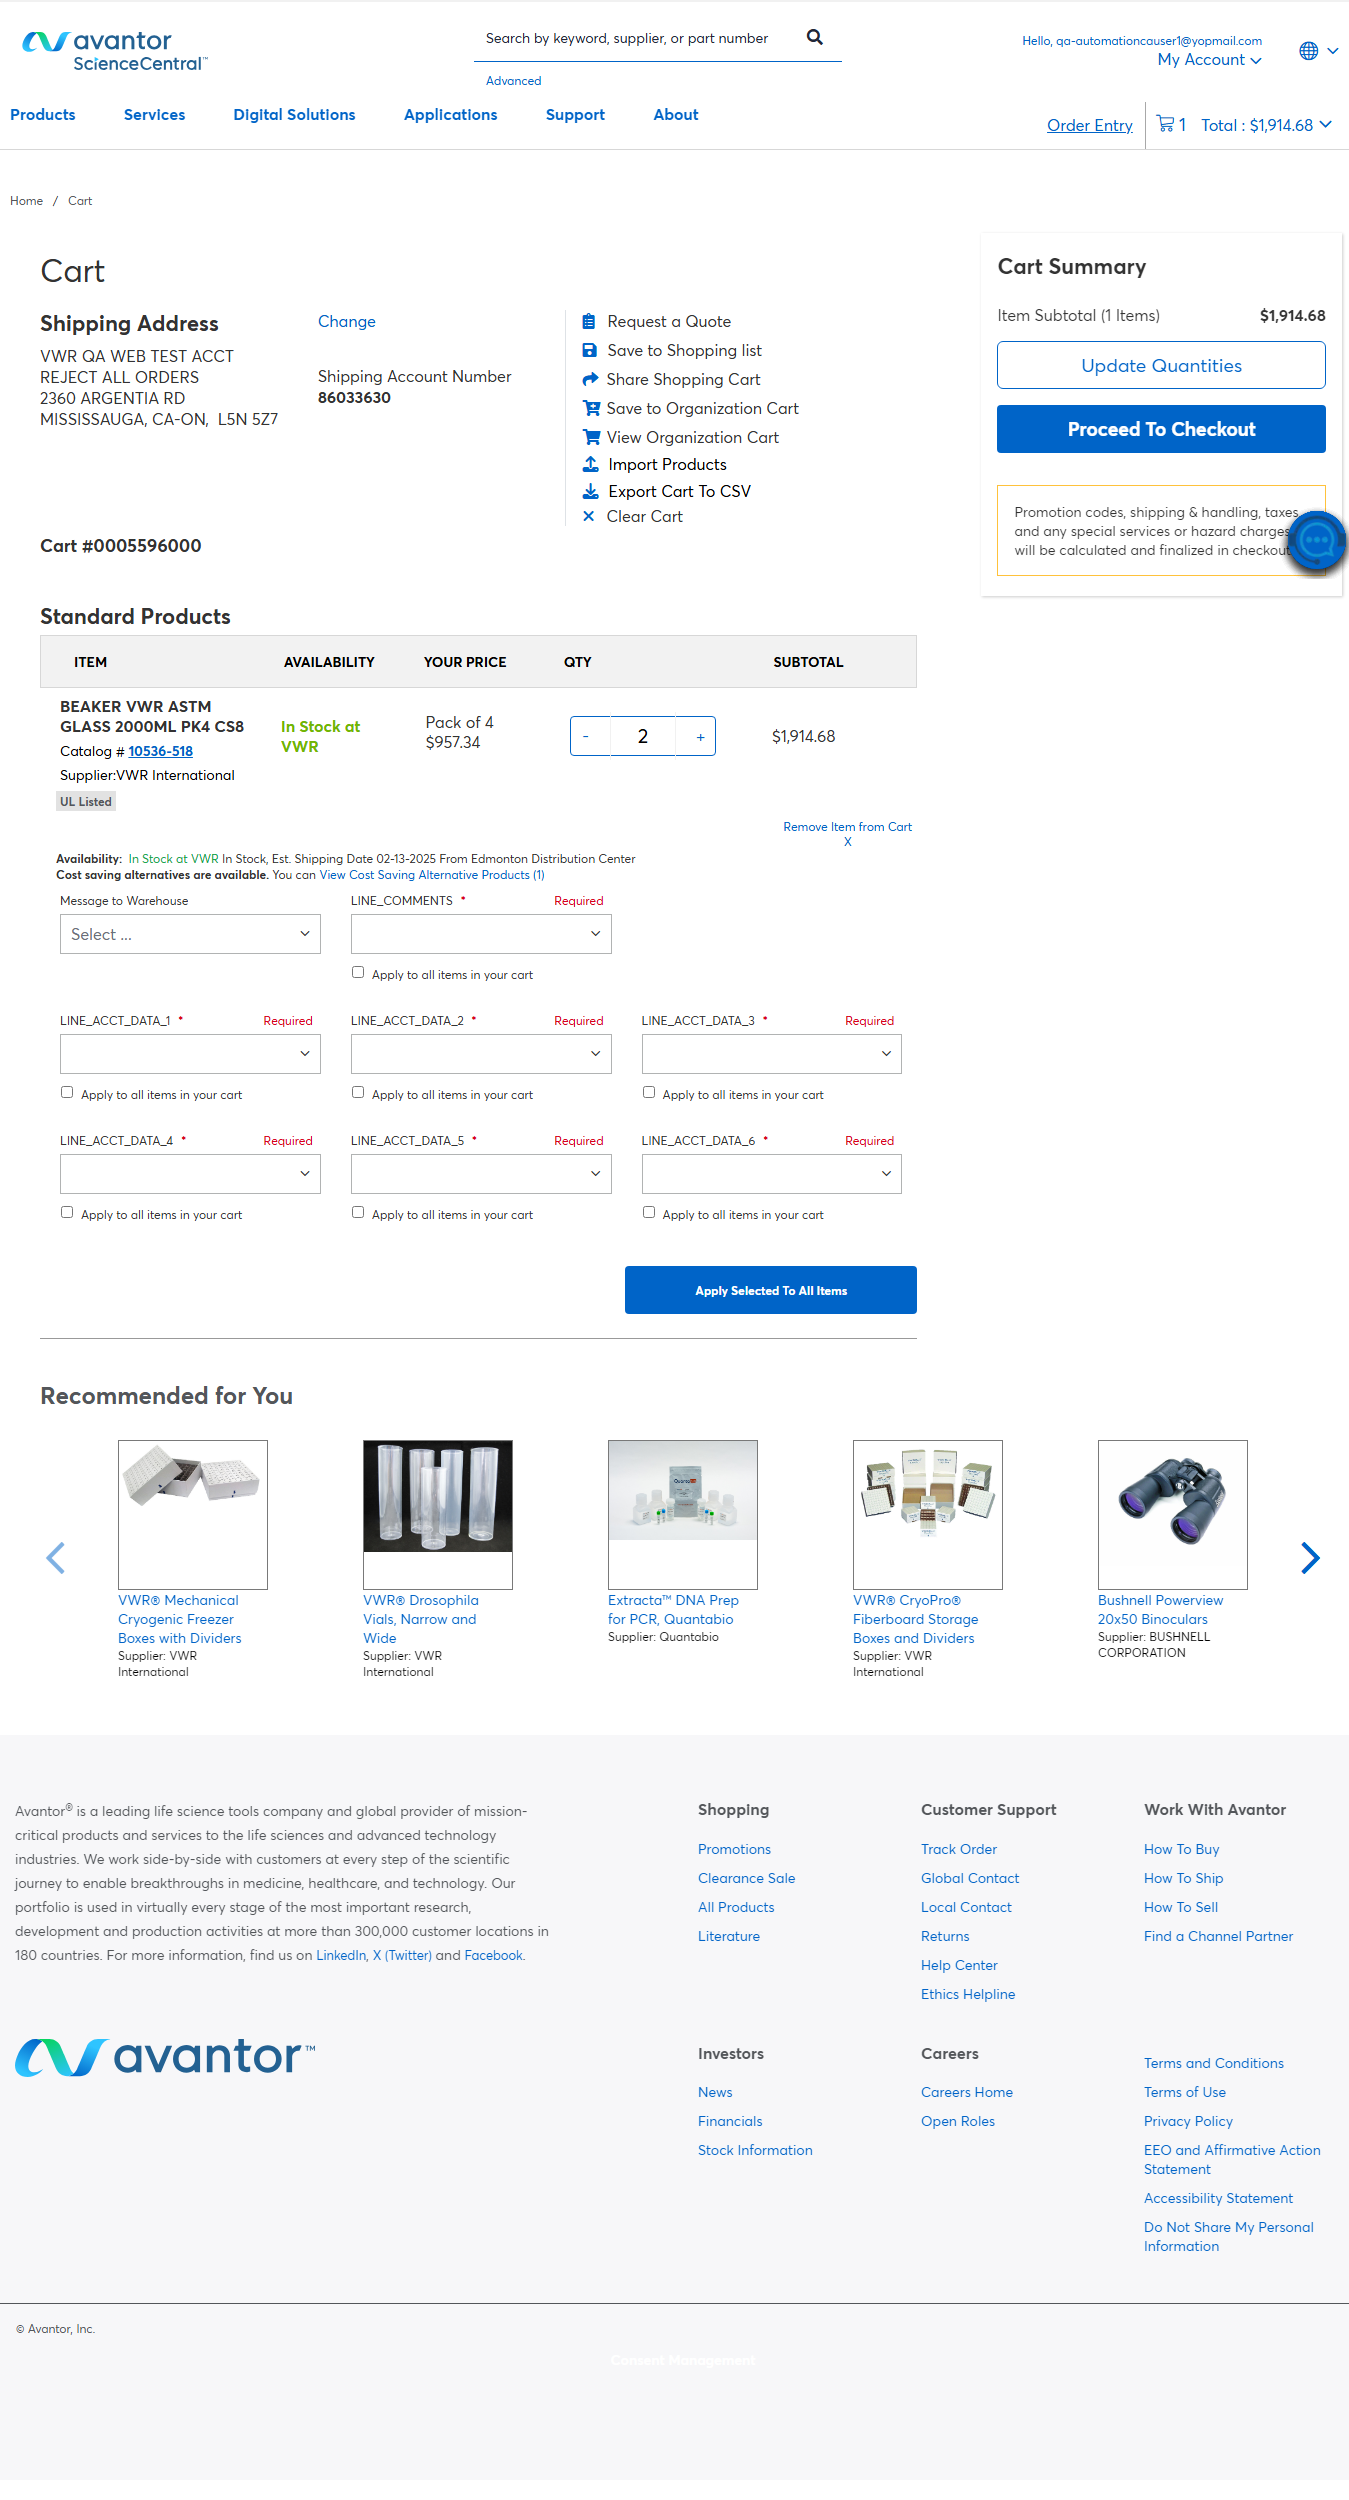 avantor
ScienceCentral™
Search by keyword, supplier, or part number
Advanced
Hello, qa-automationcauser1@yopmail.com
My Account
Products
Services
Digital Solutions
Applications
Support
About
Order Entry
1
Total : $1,914.68
Home / Cart
Cart
Shipping Address
VWR QA WEB TEST ACCT
REJECT ALL ORDERS
2360 ARGENTIA RD
MISSISSAUGA, CA-ON, L5N 5Z7
Change
Shipping Account Number
86033630
Request a Quote
Save to Shopping list
Share Shopping Cart
Save to Organization Cart
View Organization Cart
Import Products
Export Cart To CSV
Clear Cart
Cart Summary
Item Subtotal (1 Items) $1,914.68
Update Quantities
Proceed To Checkout
Promotion codes, shipping & handling, taxes
and any special services or hazard charges
will be calculated and finalized in checkout.
Cart #0005596000
Standard Products
ITEM AVAILABILITY YOUR PRICE QTY SUBTOTAL
BEAKER VWR ASTM
GLASS 2000ML PK4 CS8
Catalog # 10536-518
Supplier:VWR International
UL Listed
In Stock at
VWR
Pack of 4
$957.34
- 2 +
$1,914.68
Remove Item from Cart
X
Availability: In Stock at VWR In Stock, Est. Shipping Date 02-13-2025 From Edmonton Distribution Center
Cost saving alternatives are available. You can View Cost Saving Alternative Products (1)
Message to Warehouse
Select ...
LINE_COMMENTS * Required
Apply to all items in your cart
LINE_ACCT_DATA_1 * Required
Apply to all items in your cart
LINE_ACCT_DATA_2 * Required
Apply to all items in your cart
LINE_ACCT_DATA_3 * Required
Apply to all items in your cart
LINE_ACCT_DATA_4 * Required
Apply to all items in your cart
LINE_ACCT_DATA_5 * Required
Apply to all items in your cart
LINE_ACCT_DATA_6 * Required
Apply to all items in your cart
Apply Selected To All Items
Recommended for You
VWR® Mechanical
Cryogenic Freezer
Boxes with Dividers
Supplier: VWR
International
VWR® Drosophila
Vials, Narrow and
Wide
Supplier: VWR
International
Extracta™ DNA Prep
for PCR, Quantabio
Supplier: Quantabio
VWR® CryoPro®
Fiberboard Storage
Boxes and Dividers
Supplier: VWR
International
Bushnell Powerview
20x50 Binoculars
Supplier: BUSHNELL
CORPORATION
Avantor® is a leading life science tools company and global provider of mission-
critical products and services to the life sciences and advanced technology
industries. We work side-by-side with customers at every step of the scientific
journey to enable breakthroughs in medicine, healthcare, and technology. Our
portfolio is used in virtually every stage of the most important research,
development and production activities at more than 300,000 customer locations in
180 countries. For more information, find us on LinkedIn, X (Twitter) and Facebook.
avantor™
Shopping
Promotions
Clearance Sale
All Products
Literature
Customer Support
Track Order
Global Contact
Local Contact
Returns
Help Center
Ethics Helpline
Work With Avantor
How To Buy
How To Ship
How To Sell
Find a Channel Partner
Investors
News
Financials
Stock Information
Careers
Careers Home
Open Roles
Terms and Conditions
Terms of Use
Privacy Policy
EEO and Affirmative Action
Statement
Accessibility Statement
Do Not Share My Personal
Information
© Avantor, Inc.
Consent Management